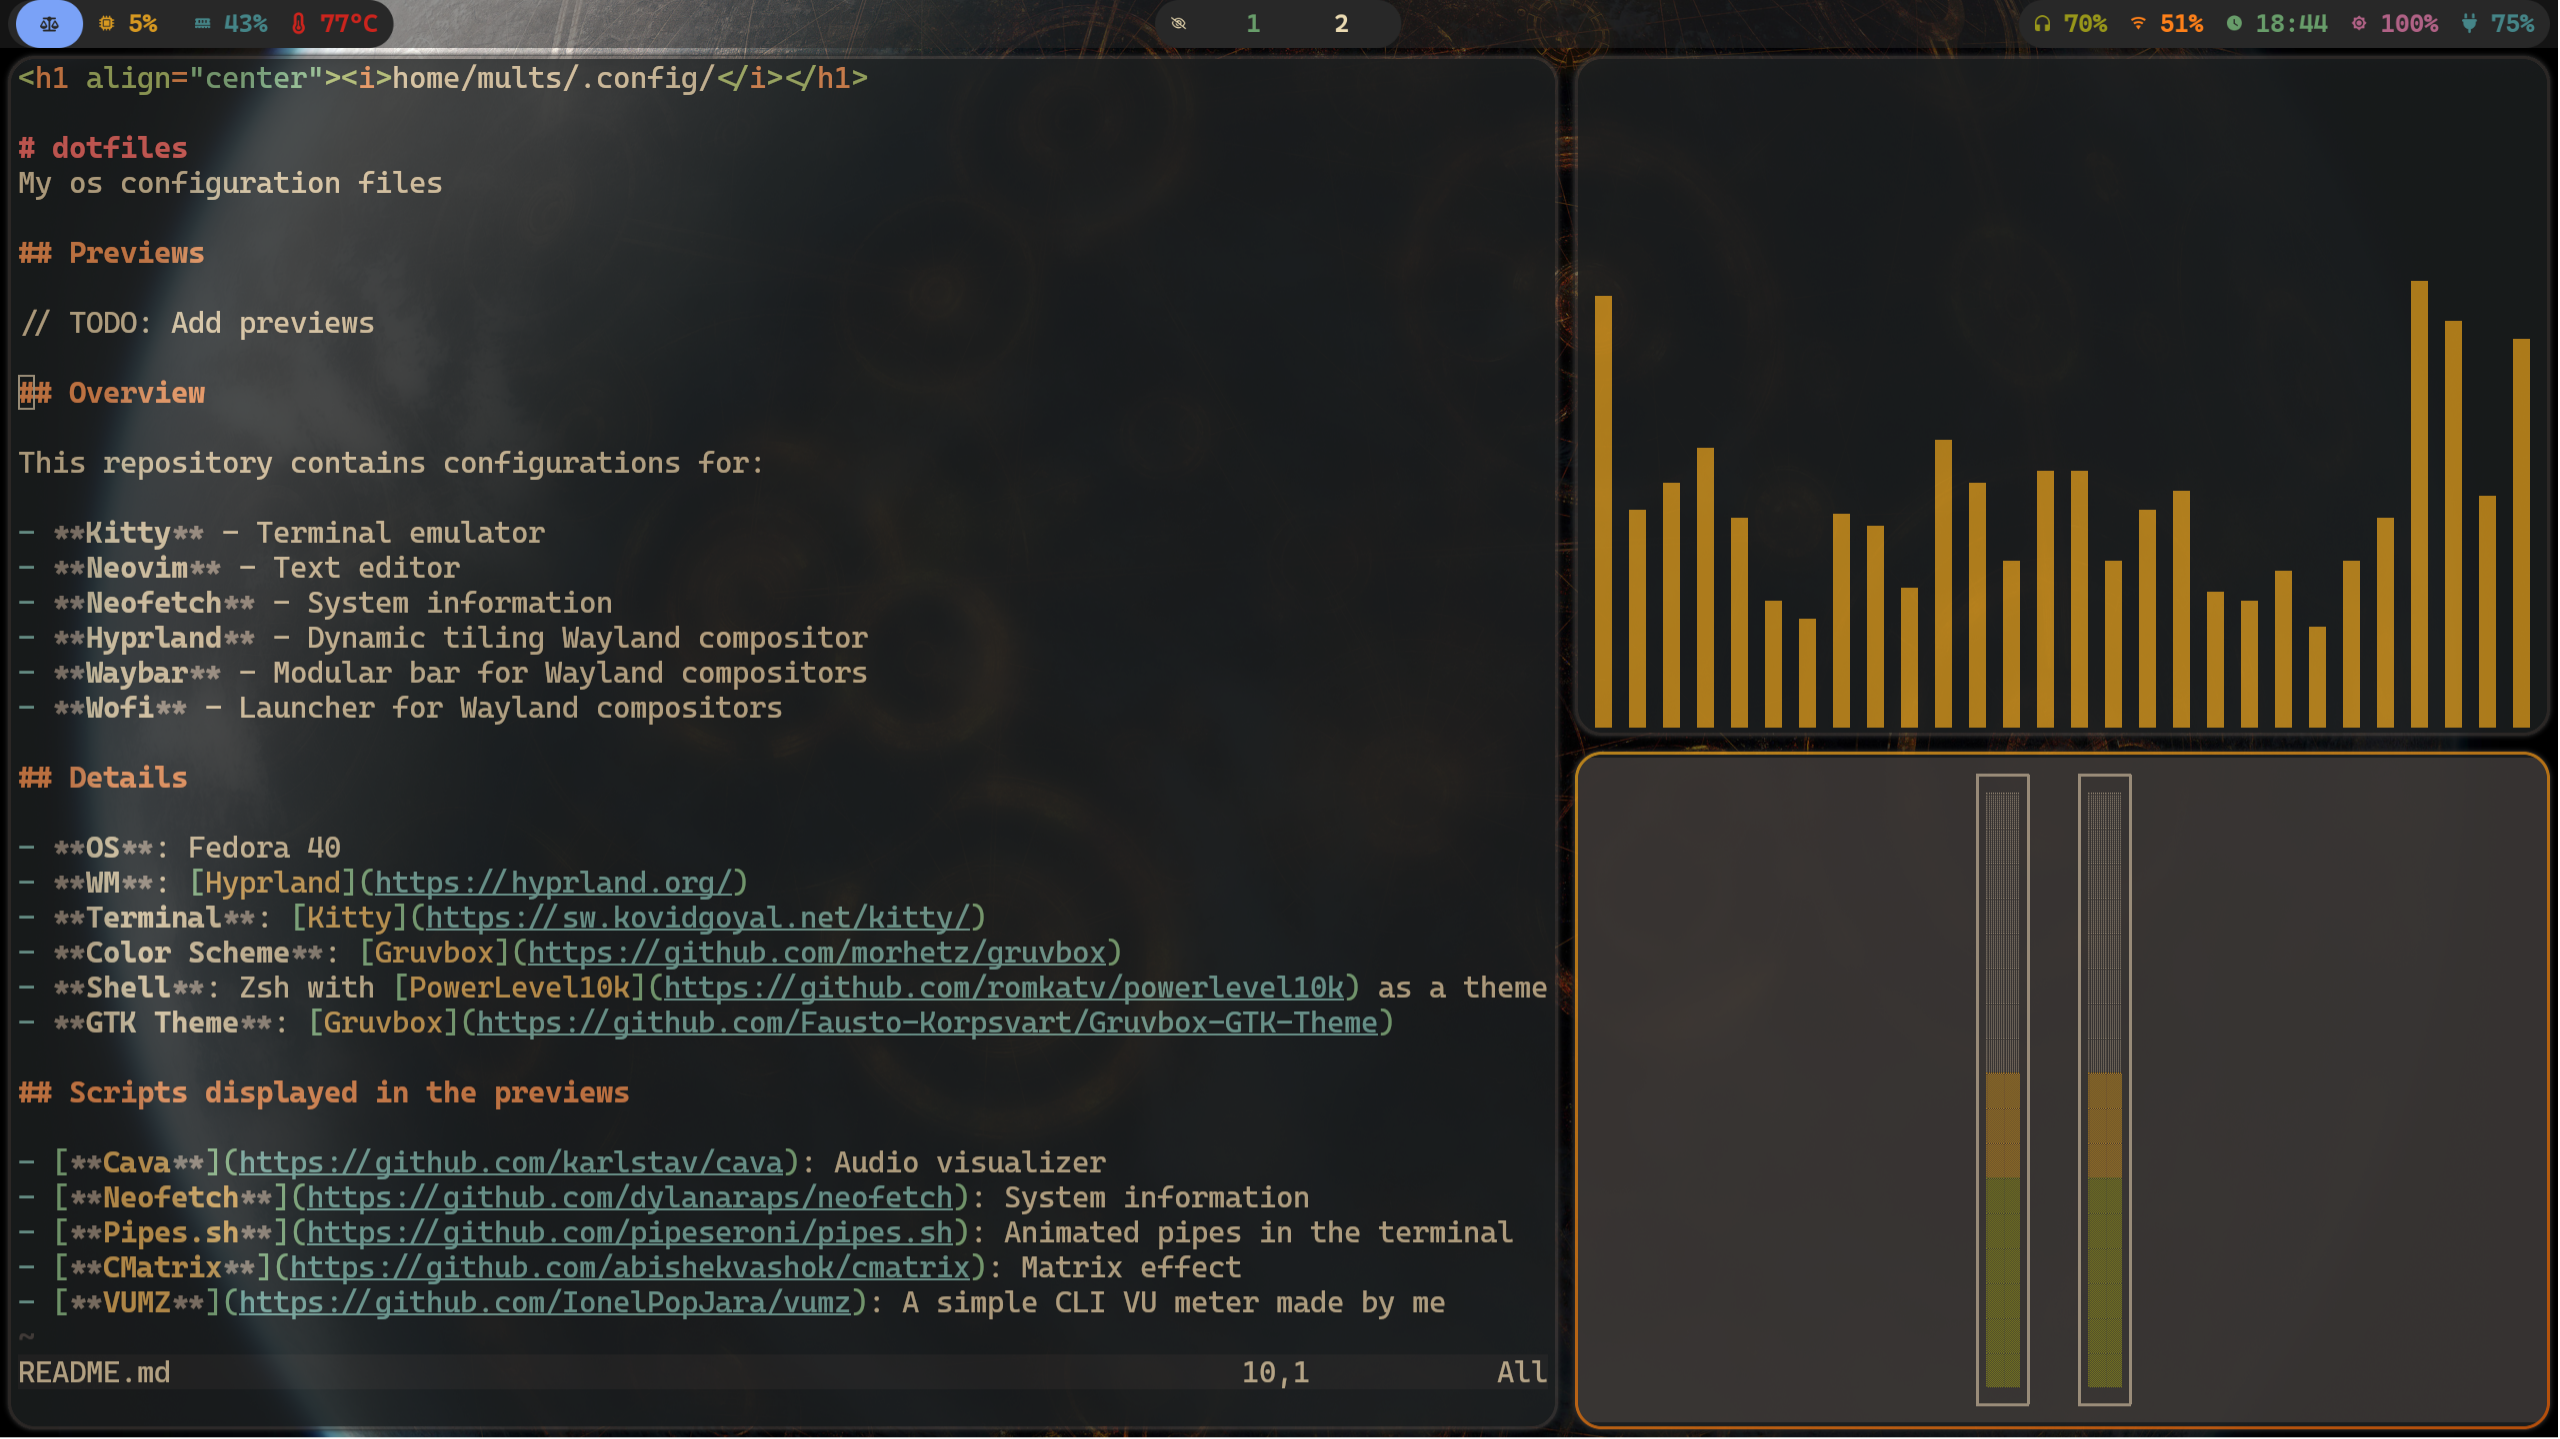 5% 43% 77°C 1 2 70% 51% 18:44 100% 75%
<h1 align="center"><i>home/mults/.config/</i></h1>
# dotfiles
My os configuration files
## Previews
// TODO: Add previews
## Overview
This repository contains configurations for:
- **Kitty** - Terminal emulator
- **Neovim** - Text editor
- **Neofetch** - System information
- **Hyprland** - Dynamic tiling Wayland compositor
- **Waybar** - Modular bar for Wayland compositors
- **Wofi** - Launcher for Wayland compositors
## Details
- **OS**: Fedora 40
- **WM**: [Hyprland](https://hyprland.org/)
- **Terminal**: [Kitty](https://sw.kovidgoyal.net/kitty/)
- **Color Scheme**: [Gruvbox](https://github.com/morhetz/gruvbox)
- **Shell**: Zsh with [PowerLevel10k](https://github.com/romkatv/powerlevel10k) as a theme
- **GTK Theme**: [Gruvbox](https://github.com/Fausto-Korpsvart/Gruvbox-GTK-Theme)
## Scripts displayed in the previews
- [**Cava**](https://github.com/karlstav/cava): Audio visualizer
- [**Neofetch**](https://github.com/dylanaraps/neofetch): System information
- [**Pipes.sh**](https://github.com/pipeseroni/pipes.sh): Animated pipes in the terminal
- [**CMatrix**](https://github.com/abishekvashok/cmatrix): Matrix effect
- [**VUMZ**](https://github.com/IonelPopJara/vumz): A simple CLI VU meter made by me
~
README.md 10,1 All